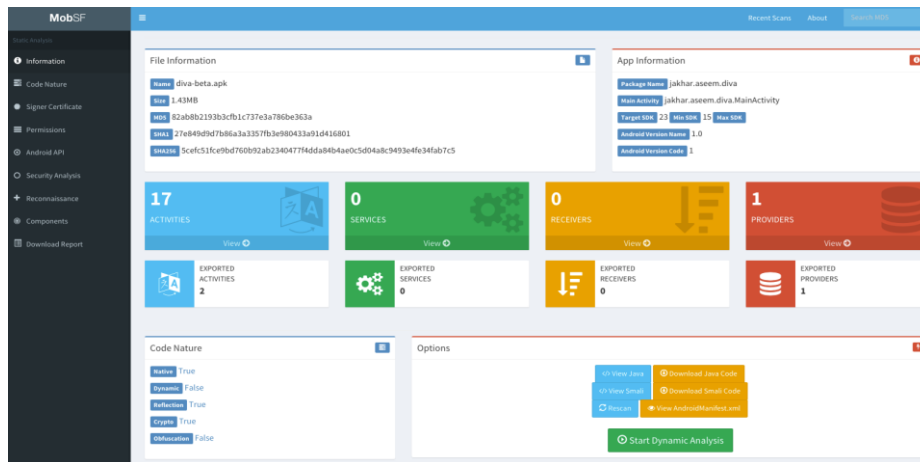 MobSF
Recent Scans About Search MD5
Static Analysis
Information
Code Nature
Signer Certificate
Permissions
Android API
Security Analysis
Reconnaissance
Components
Download Report
File Information
Name diva-beta.apk
Size 1.43MB
MD5 82ab8b2193b3cfb1c737e3a786be363a
SHA1 27e849d9d7b86a3a3357fb3e980433a91d416801
SHA256 5cefc51fce9bd760b92ab2340477f4dda84b4ae0c5d04a8c9493e4fe34fab7c5
App Information
Package Name jakhar.aseem.diva
Main Activity jakhar.aseem.diva.MainActivity
Target SDK 23 Min SDK 15 Max SDK
Android Version Name 1.0
Android Version Code 1
17
ACTIVITIES
View
0
SERVICES
View
0
RECEIVERS
View
1
PROVIDERS
View
EXPORTED
ACTIVITIES
2
EXPORTED
SERVICES
0
EXPORTED
RECEIVERS
0
EXPORTED
PROVIDERS
1
Code Nature
Native True
Dynamic False
Reflection True
Crypto True
Obfuscation False
Options
View Java Download Java Code
View Smali Download Smali Code
Rescan View AndroidManifest.xml
Start Dynamic Analysis